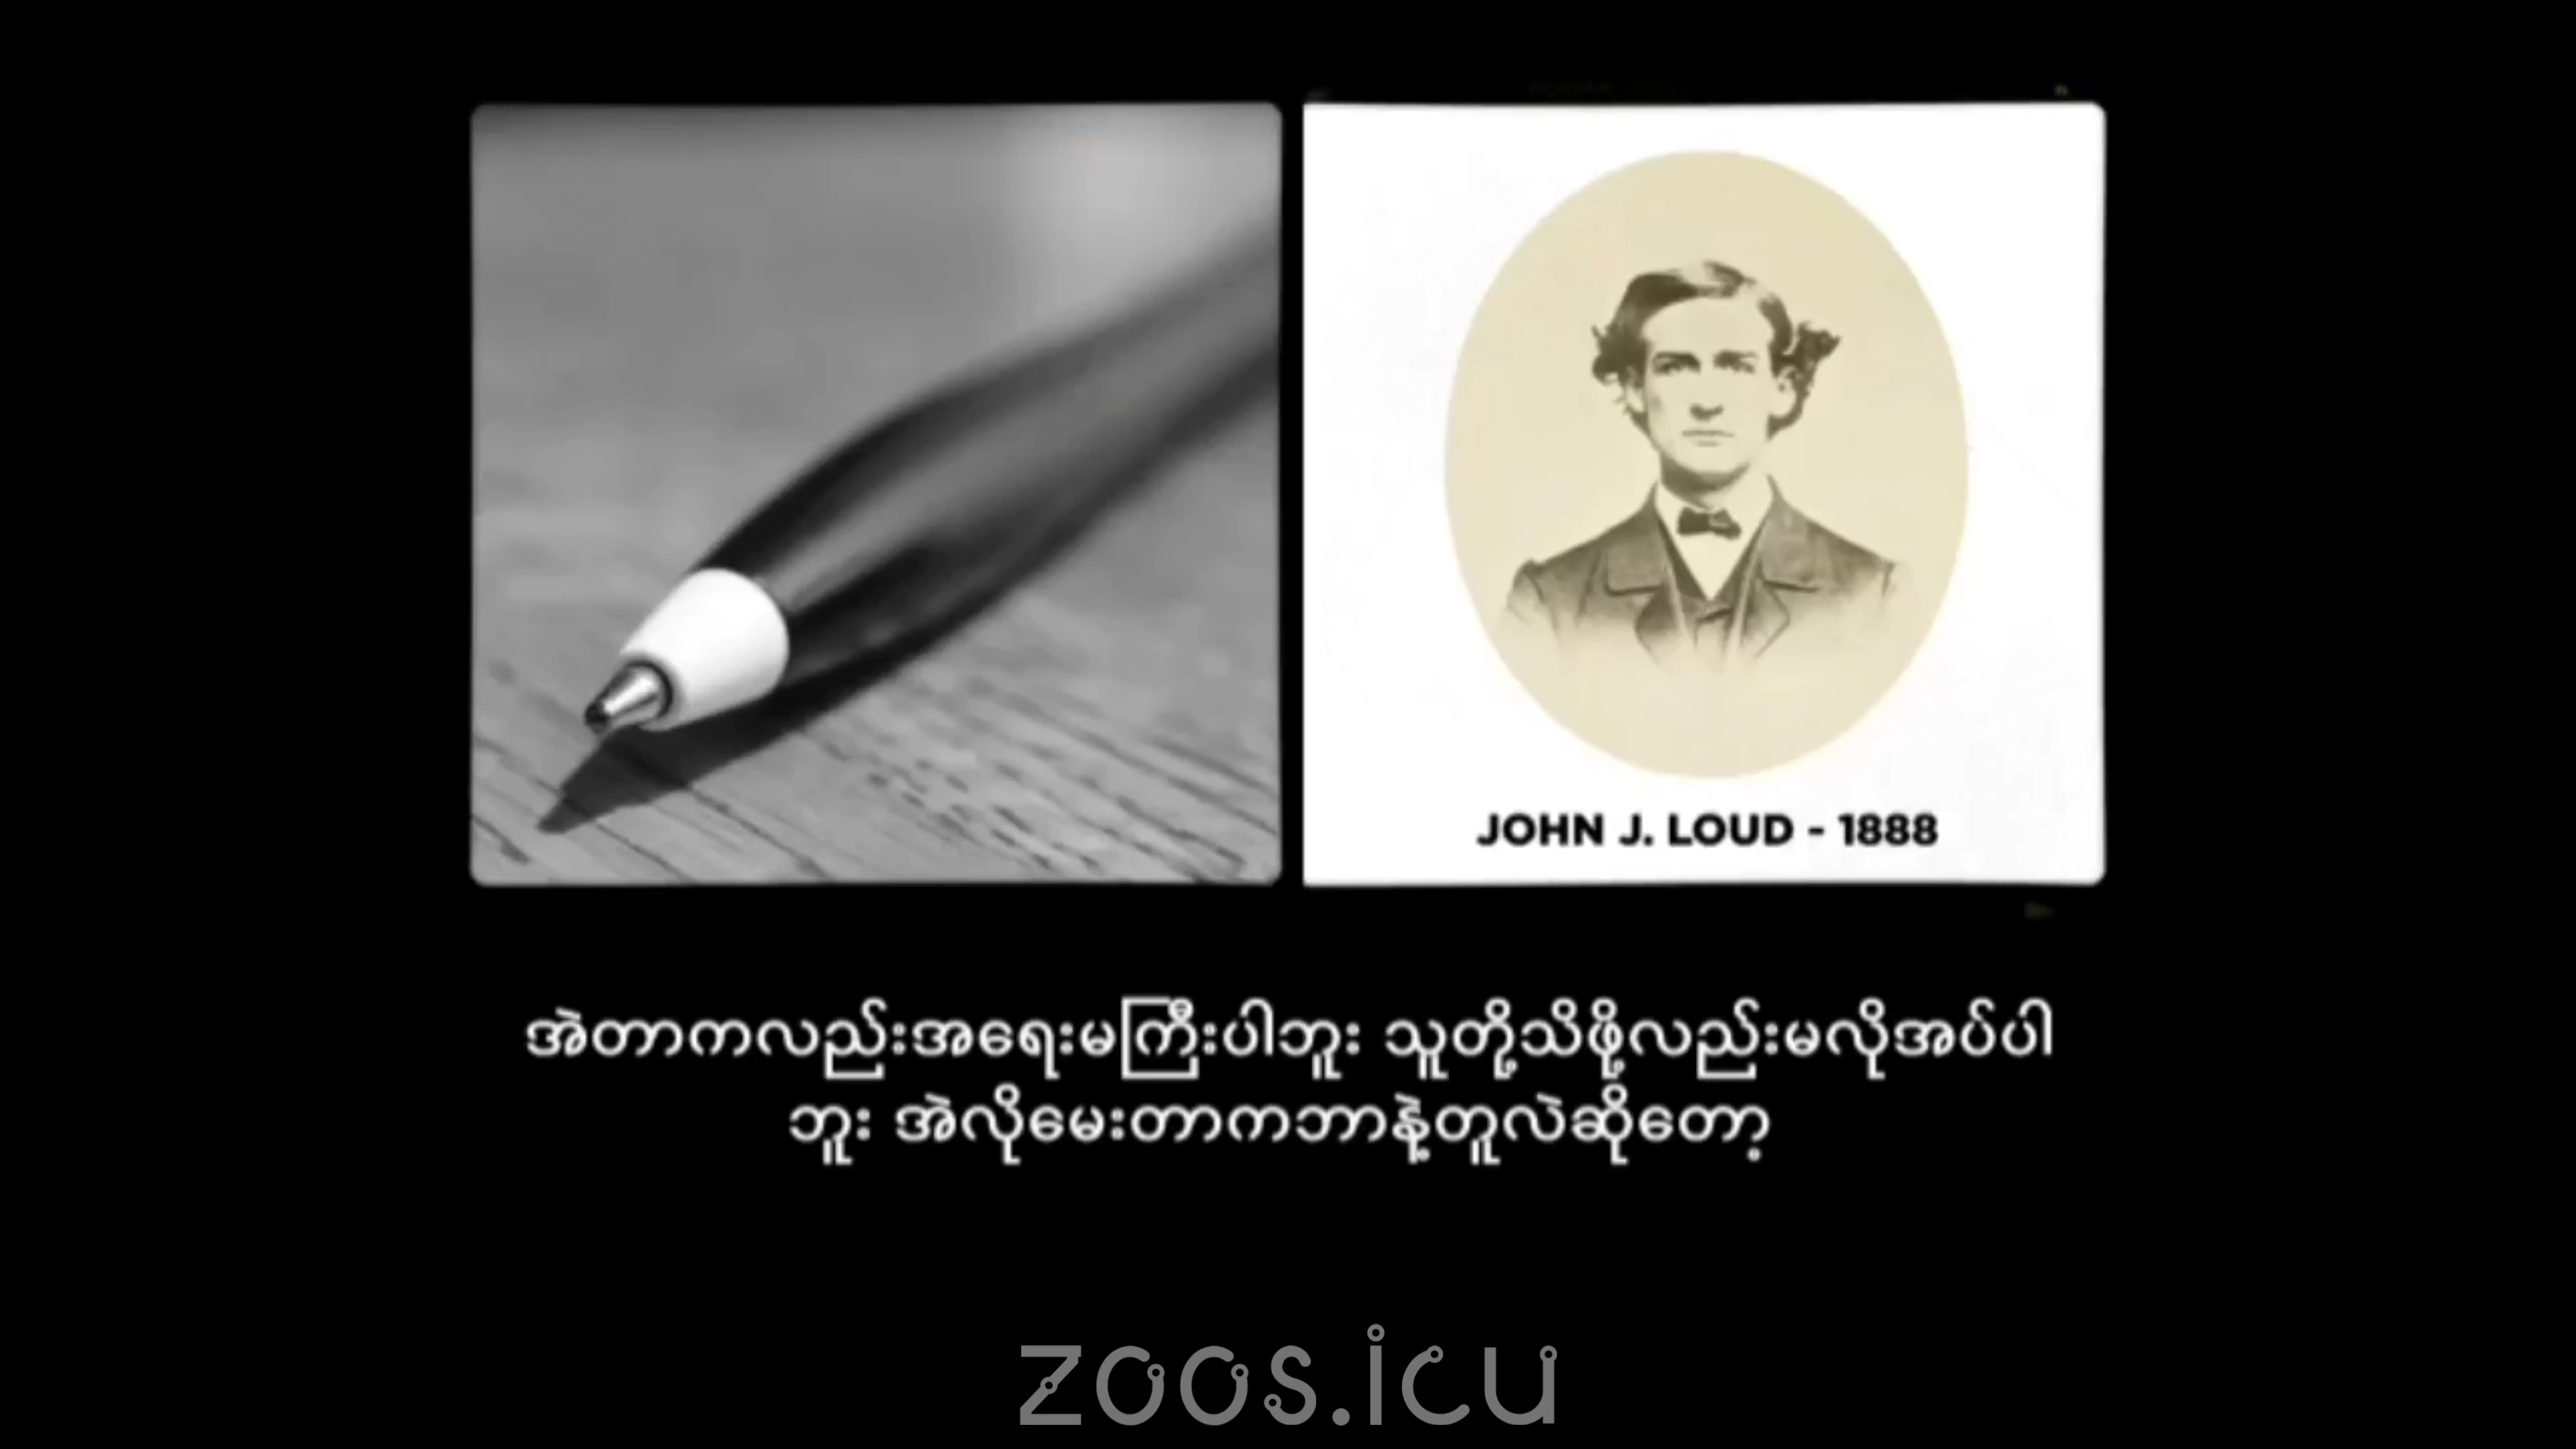 JOHN J. LOUD - 1888
အဲတာကလည်းအရေးမကြီးပါဘူး သူတို့သိဖို့လည်းမလိုအပ်ပါ
ဘူး အဲလိုမေးတာကဘာနဲ့တူလဲဆိုတော့
zoos.icu